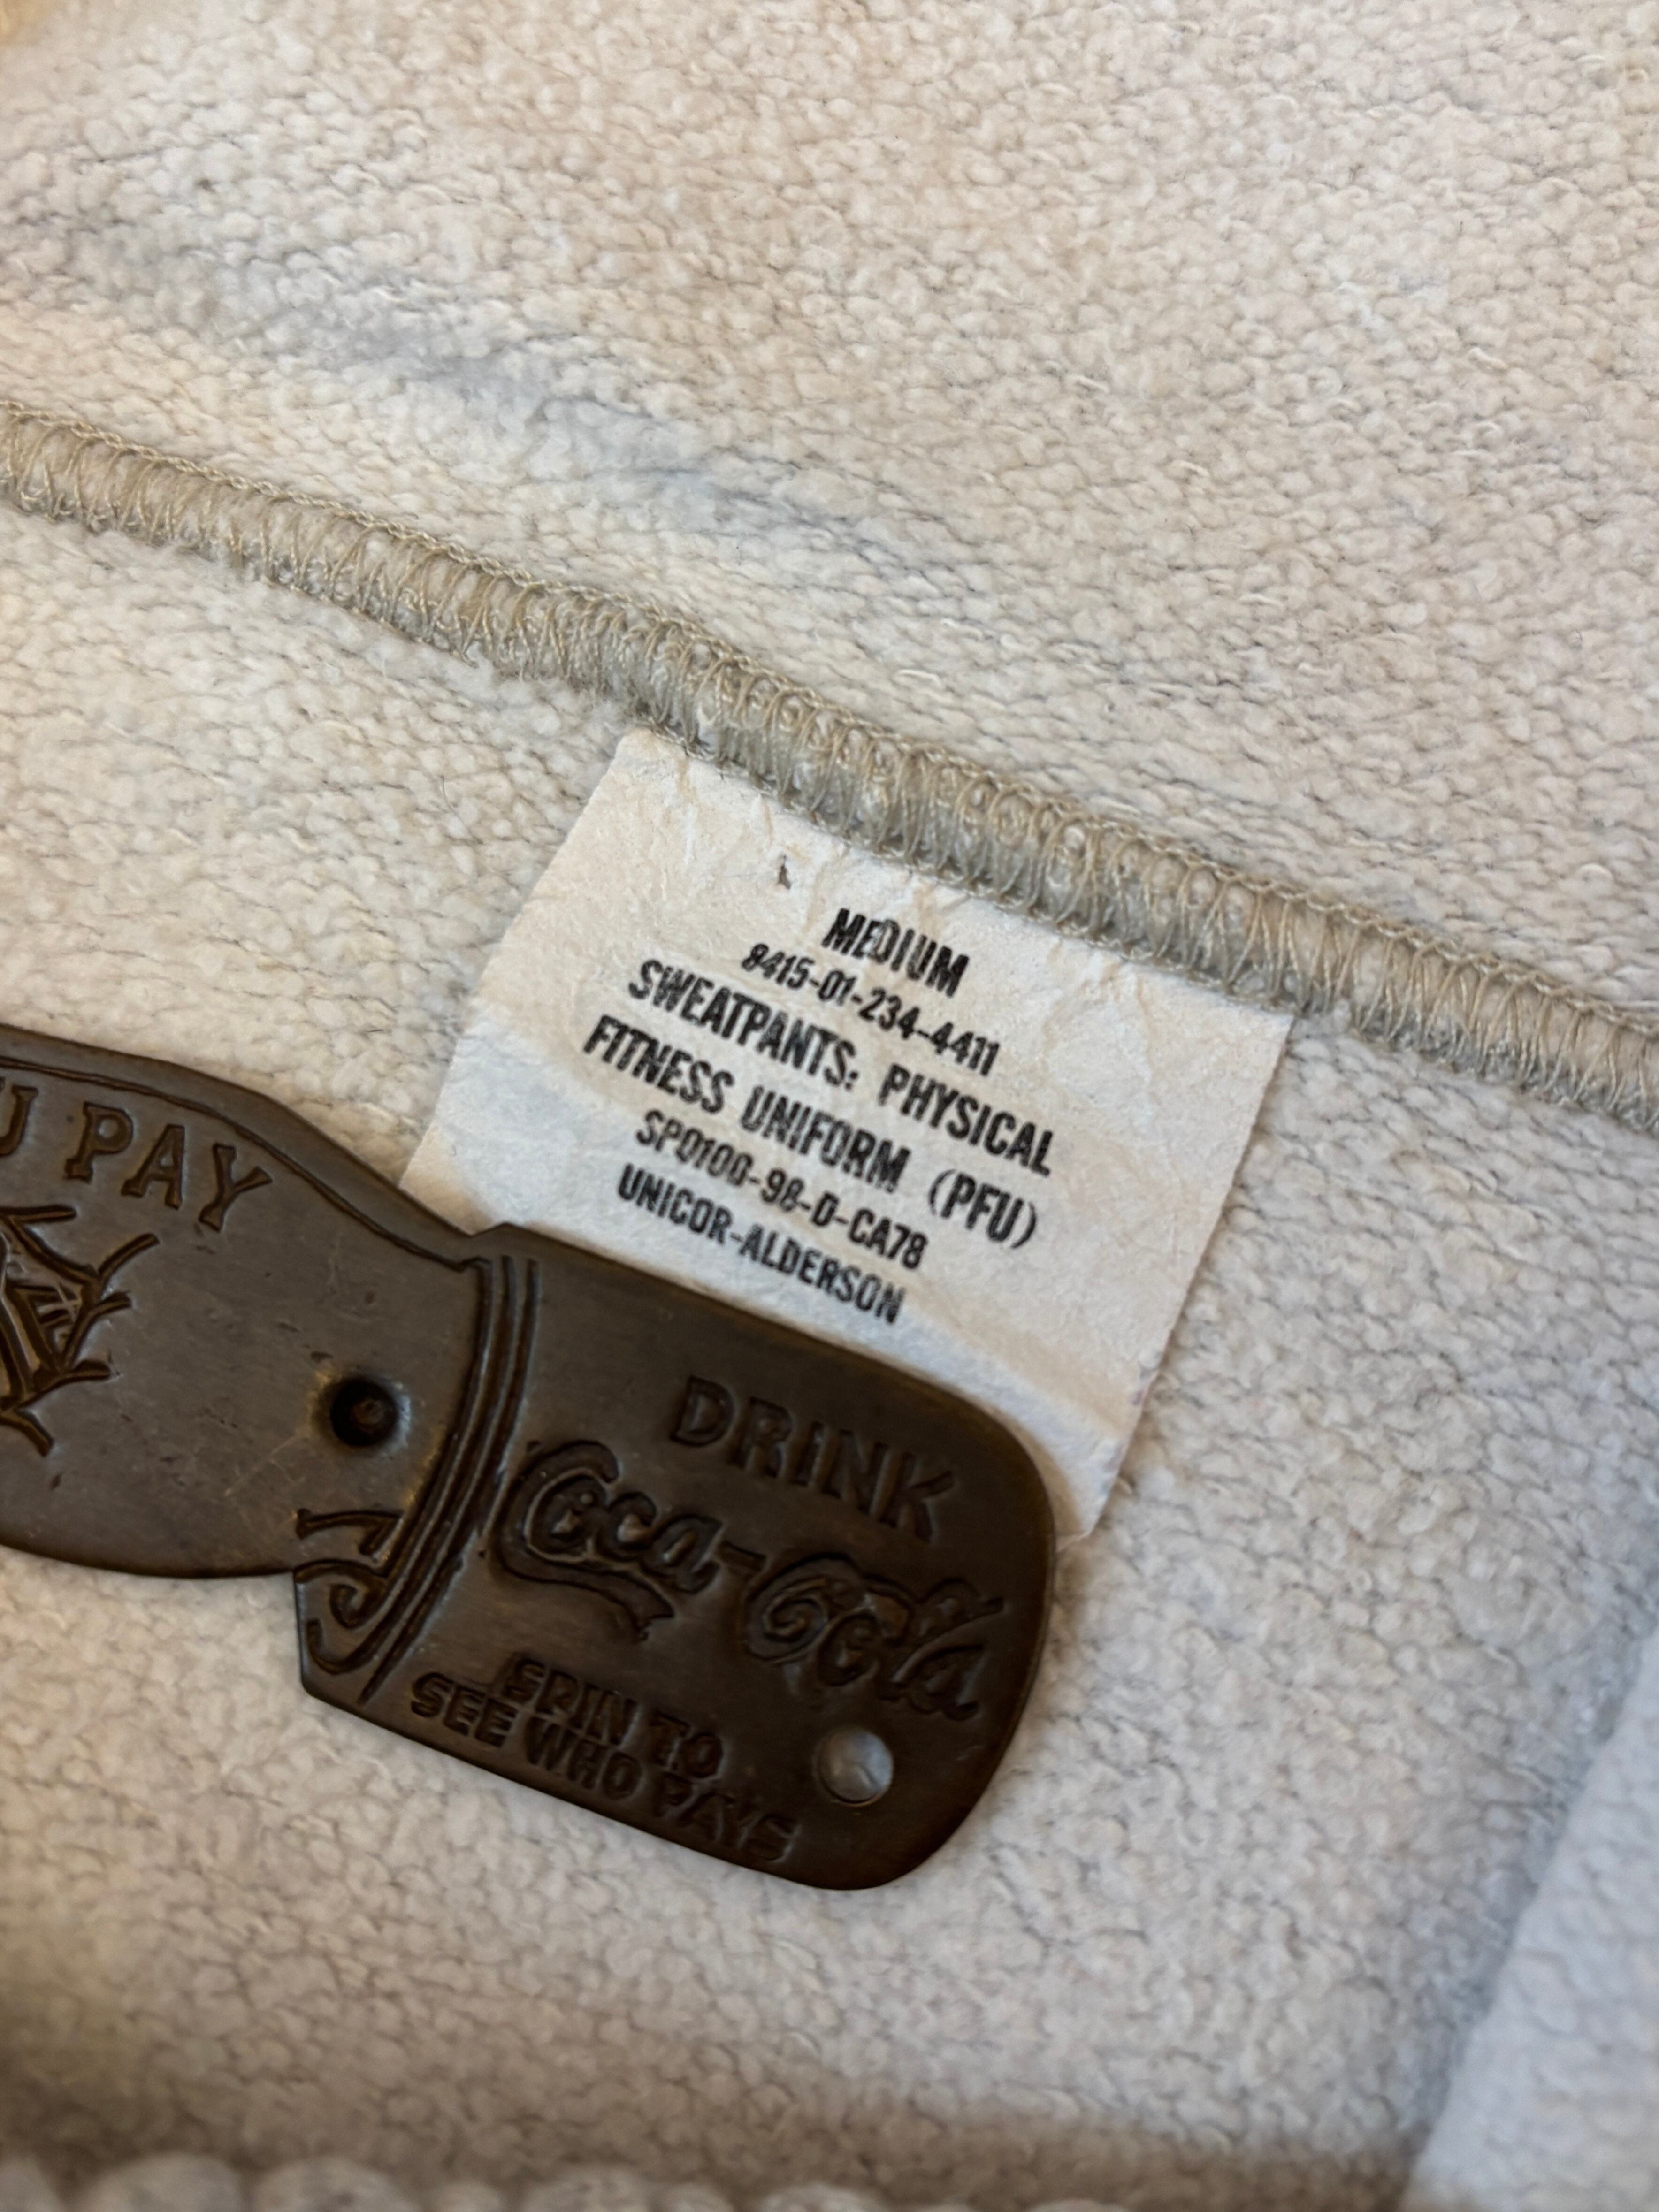 MEDIUM
8415-01-234-4411
SWEATPANTS: PHYSICAL
FITNESS UNIFORM (PFU)
SPO100-98-D-CA78
UNICOR-ALDERSON
PAY
DRINK
Coca-Cola
SPIN TO
SEE WHO PAYS